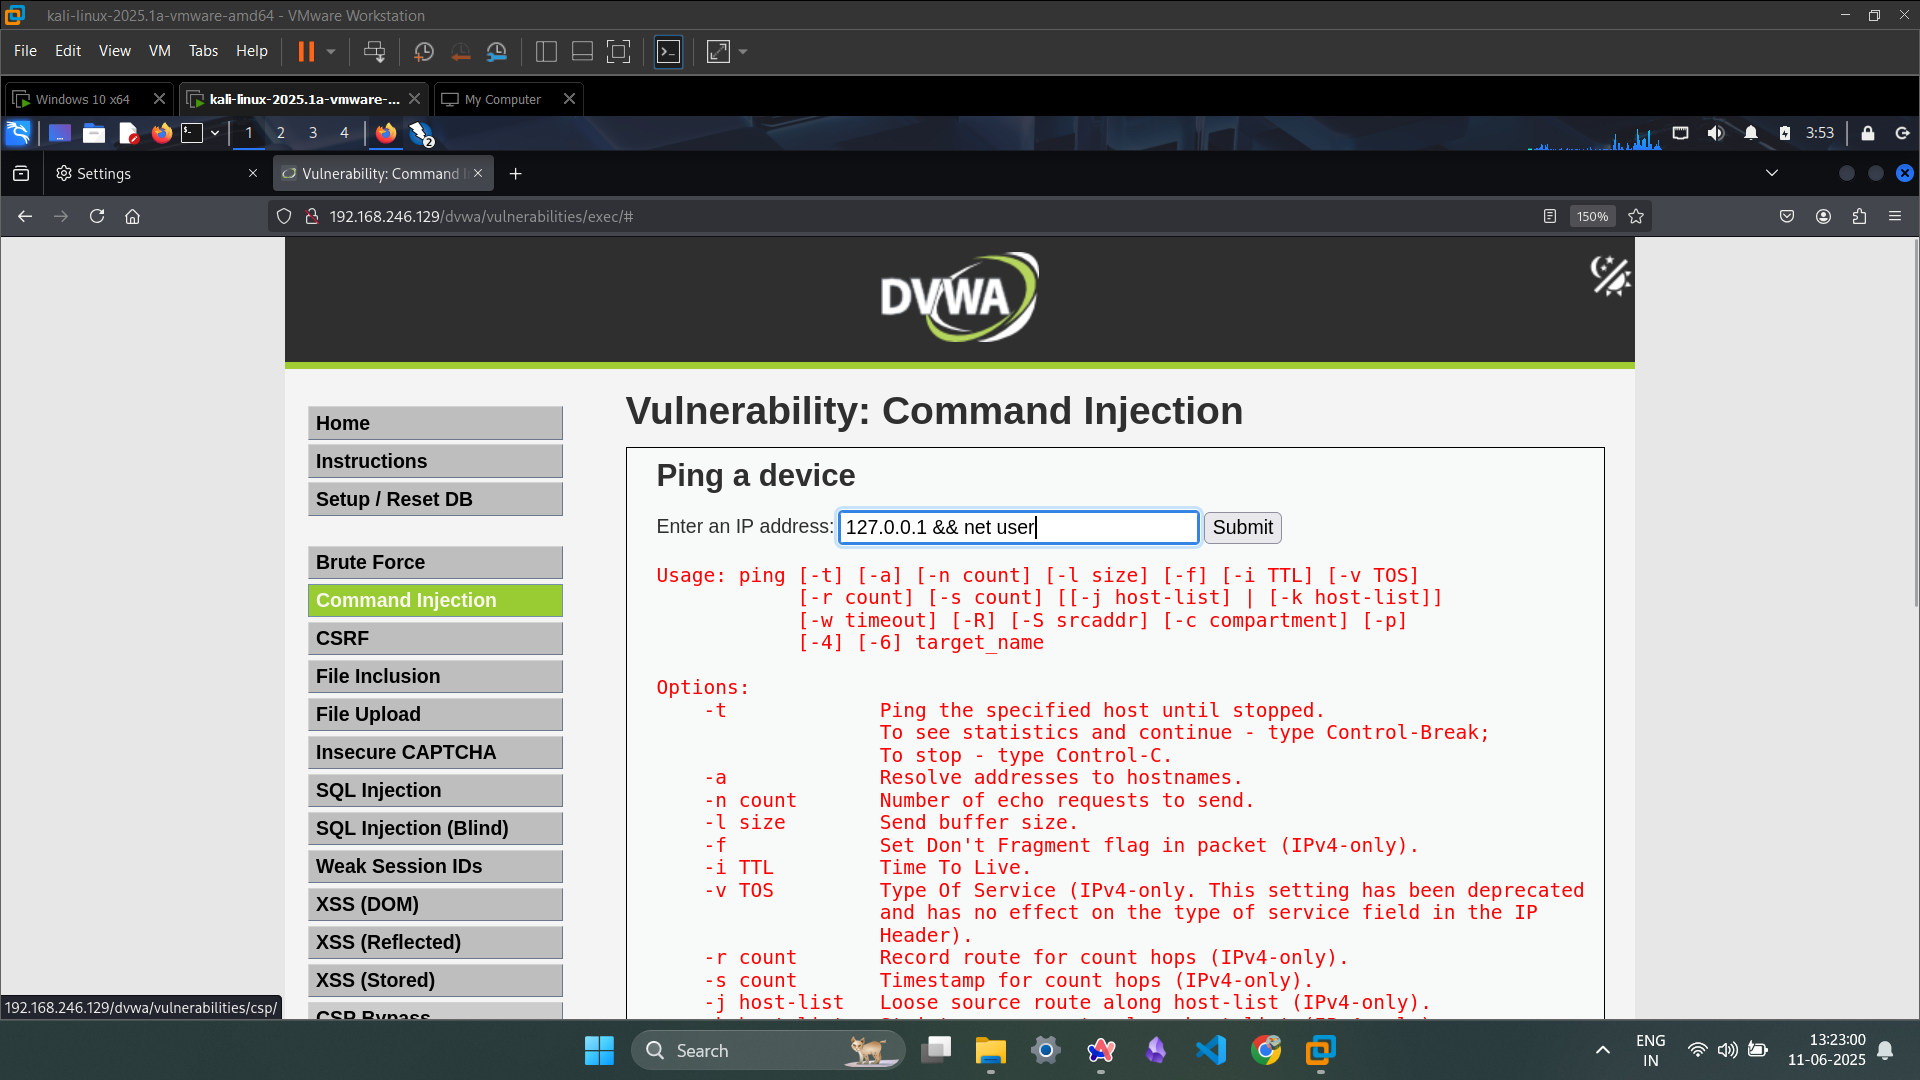 kali-linux-2025.1a-vmware-amd64 - VMware Workstation
File Edit View VM Tabs Help
Windows 10 x64
kali-linux-2025.1a-vmware-...
My Computer
1 2 3 4
2
3:53
Settings
Vulnerability: Command I
192.168.246.129/dvwa/vulnerabilities/exec/#
150%
DVWA
Home
Instructions
Setup / Reset DB
Brute Force
Command Injection
CSRF
File Inclusion
File Upload
Insecure CAPTCHA
SQL Injection
SQL Injection (Blind)
Weak Session IDs
XSS (DOM)
XSS (Reflected)
XSS (Stored)
CSP Bypass
Vulnerability: Command Injection
Ping a device
Enter an IP address: 127.0.0.1 && net user Submit
Usage: ping [-t] [-a] [-n count] [-l size] [-f] [-i TTL] [-v TOS]
[-r count] [-s count] [[-j host-list] | [-k host-list]]
[-w timeout] [-R] [-S srcaddr] [-c compartment] [-p]
[-4] [-6] target_name
Options:
-t Ping the specified host until stopped.
To see statistics and continue - type Control-Break;
To stop - type Control-C.
-a Resolve addresses to hostnames.
-n count Number of echo requests to send.
-l size Send buffer size.
-f Set Don't Fragment flag in packet (IPv4-only).
-i TTL Time To Live.
-v TOS Type Of Service (IPv4-only. This setting has been deprecated
and has no effect on the type of service field in the IP
Header).
-r count Record route for count hops (IPv4-only).
-s count Timestamp for count hops (IPv4-only).
-j host-list Loose source route along host-list (IPv4-only).
192.168.246.129/dvwa/vulnerabilities/csp/
Search
ENG
IN
13:23:00
11-06-2025